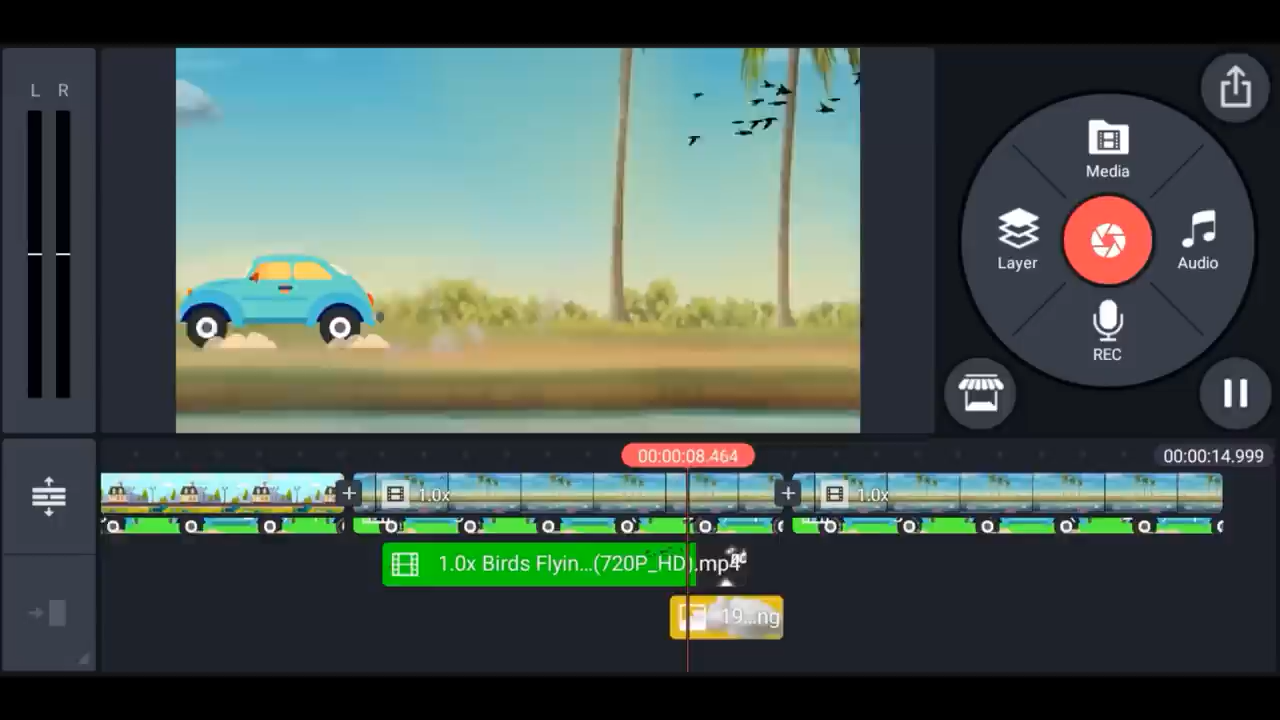 L R
Media
Layer
Audio
REC
00:00:08.464
00:00:14.999
1.0x
1.0x
1.0x Birds Flyin...(720P_HD).mp4
19...ng